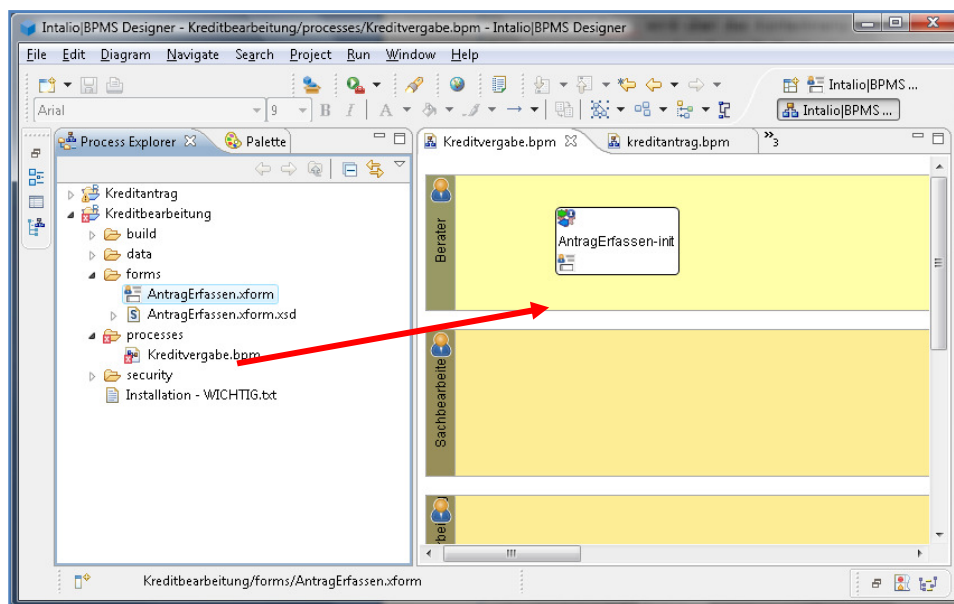 Intalio|BPMS Designer - Kreditbearbeitung/processes/Kreditvergabe.bpm - Intalio|BPMS Designer
File Edit Diagram Navigate Search Project Run Window Help
Intalio|BPMS ...
Arial 9 B I A
Intalio|BPMS ...
Process Explorer Palette
Kreditvergabe.bpm kreditantrag.bpm »3
Kreditantrag
Kreditbearbeitung
build
data
forms
AntragErfassen.xform
AntragErfassen.xform.xsd
processes
Kreditvergabe.bpm
security
Installation - WICHTIG.txt
Berater
AntragErfassen-init
Sachbearbeite
Kreditbearbeitung/forms/AntragErfassen.xform